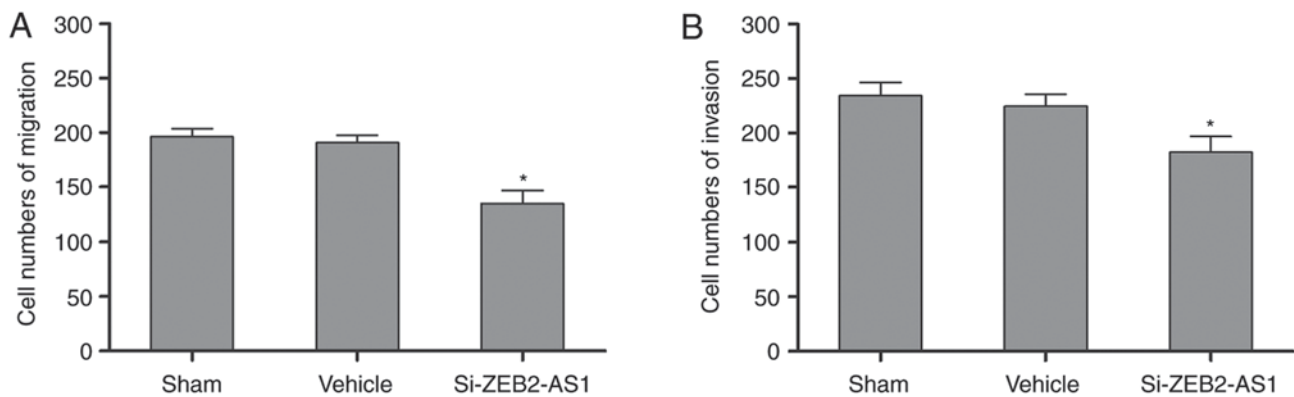 A
Cell numbers of migration
300
250
200
150
100
50
0
*
Sham Vehicle Si-ZEB2-AS1
B
Cell numbers of invasion
300
250
200
150
100
50
0
*
Sham Vehicle Si-ZEB2-AS1